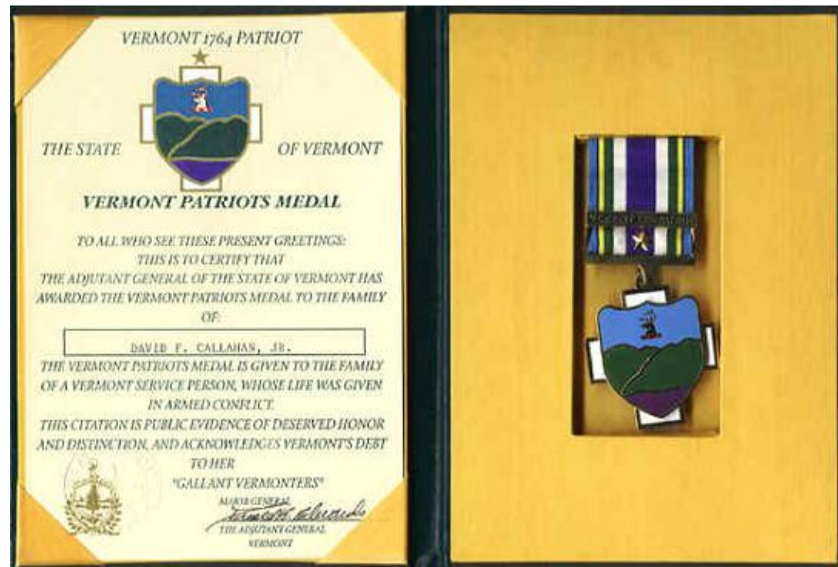 VERMONT 1764 PATRIOT
THE STATE OF VERMONT
VERMONT PATRIOTS MEDAL
TO ALL WHO SEE THESE PRESENT GREETINGS:
THIS IS TO CERTIFY THAT
THE ADJUTANT GENERAL OF THE STATE OF VERMONT HAS
AWARDED THE VERMONT PATRIOTS MEDAL TO THE FAMILY
OF:
DAVID F. CALLAHAN, JR.
THE VERMONT PATRIOTS MEDAL IS GIVEN TO THE FAMILY
OF A VERMONT SERVICE PERSON, WHOSE LIFE WAS GIVEN
IN ARMED CONFLICT.
THIS CITATION IS PUBLIC EVIDENCE OF DESERVED HONOR
AND DISTINCTION, AND ACKNOWLEDGES VERMONT'S DEBT
TO HER
"GALLANT VERMONTERS"
MAJOR GENERAL
THE ADJUTANT GENERAL
VERMONT